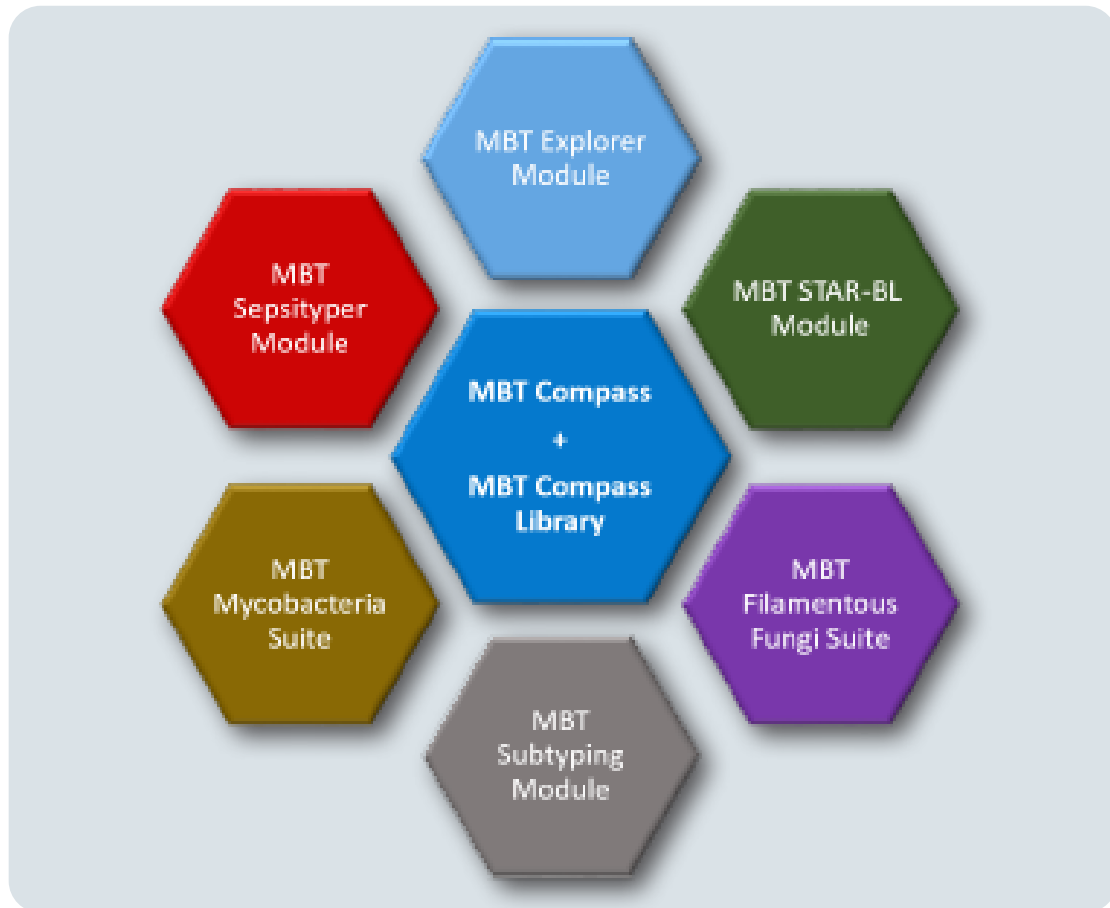 MBT Explorer
Module
MBT
Sepsityper
Module
MBT STAR-BL
Module
MBT Compass
+
MBT Compass
Library
MBT
Mycobacteria
Suite
MBT
Filamentous
Fungi Suite
MBT
Subtyping
Module